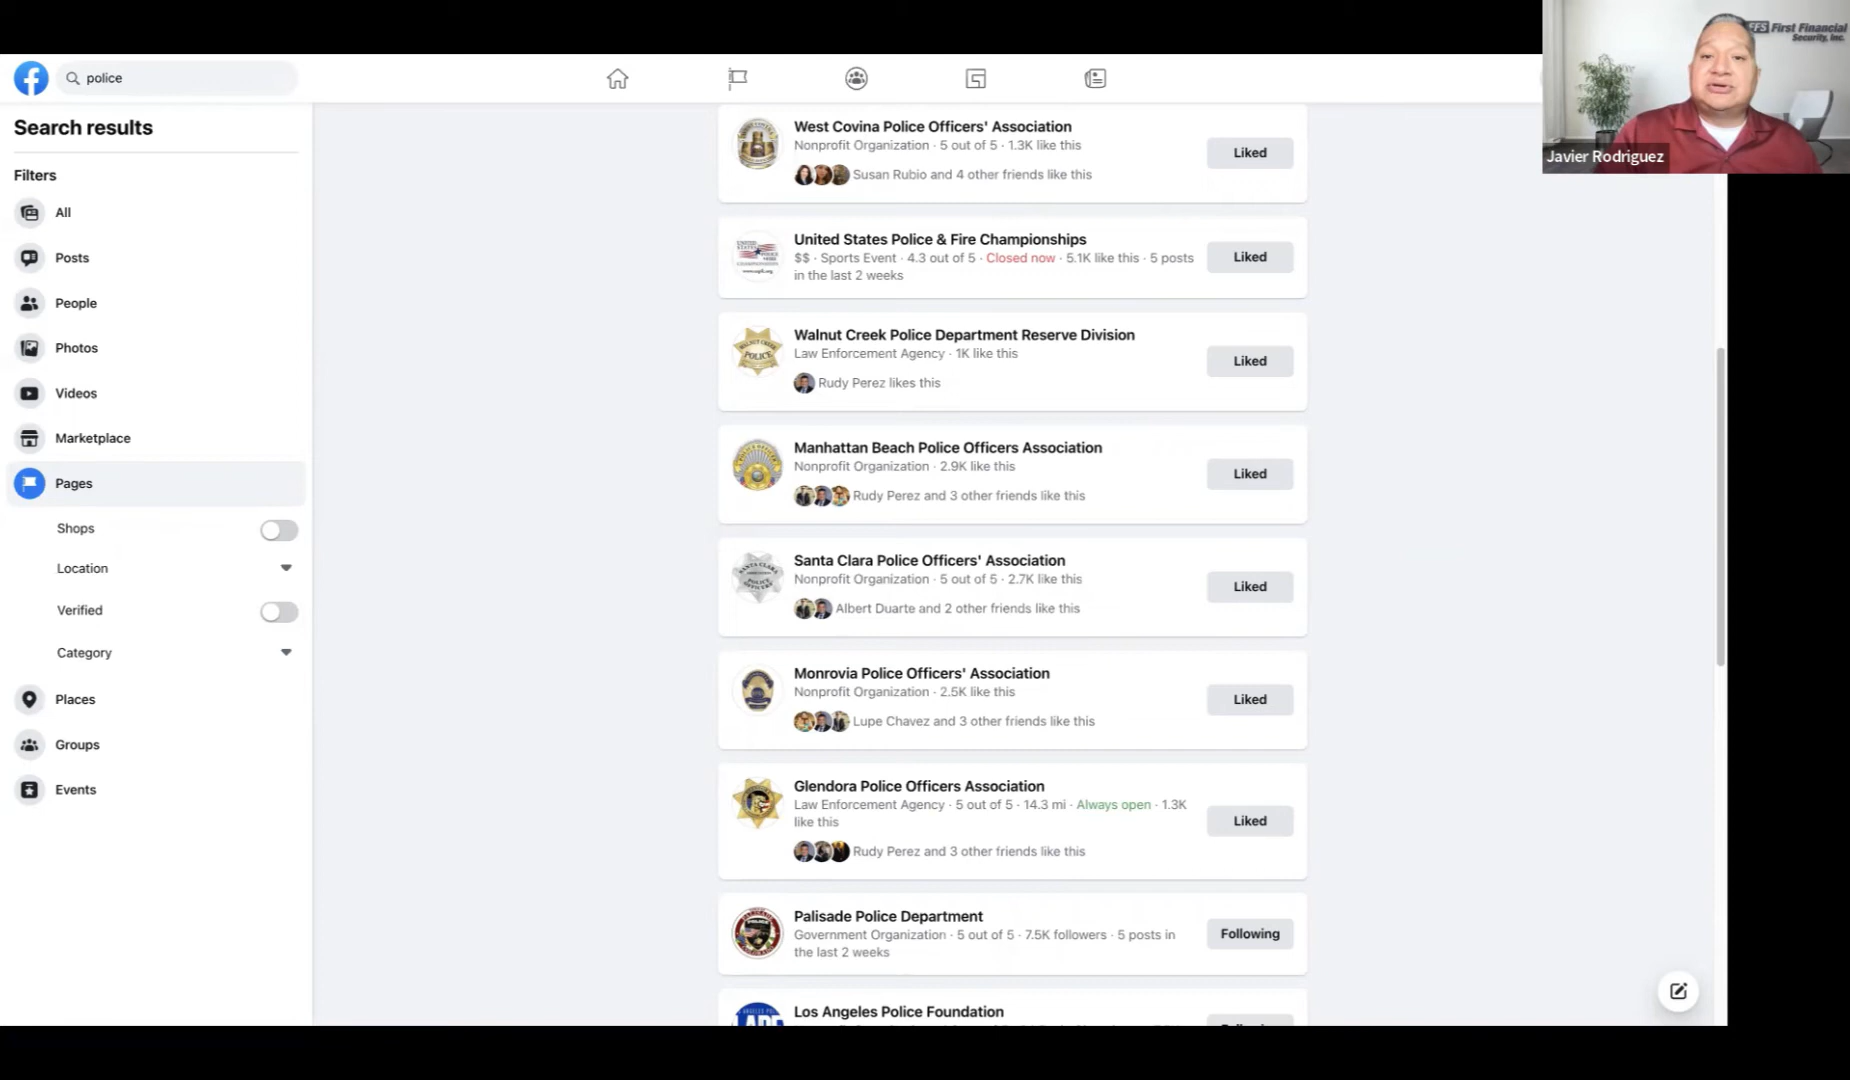 police
FFS First Financial
Security, Inc.
Javier Rodriguez
Search results
Filters
All
Posts
People
Photos
Videos
Marketplace
Pages
Shops
Location
Verified
Category
Places
Groups
Events
West Covina Police Officers' Association
Nonprofit Organization · 5 out of 5 · 1.3K like this
Susan Rubio and 4 other friends like this
Liked
United States Police & Fire Championships
$$ · Sports Event · 4.3 out of 5 · Closed now · 5.1K like this · 5 posts
in the last 2 weeks
Liked
Walnut Creek Police Department Reserve Division
Law Enforcement Agency · 1K like this
Rudy Perez likes this
Liked
Manhattan Beach Police Officers Association
Nonprofit Organization · 2.9K like this
Rudy Perez and 3 other friends like this
Liked
Santa Clara Police Officers' Association
Nonprofit Organization · 5 out of 5 · 2.7K like this
Albert Duarte and 2 other friends like this
Liked
Monrovia Police Officers' Association
Nonprofit Organization · 2.5K like this
Lupe Chavez and 3 other friends like this
Liked
Glendora Police Officers Association
Law Enforcement Agency · 5 out of 5 · 14.3 mi · Always open · 1.3K
like this
Rudy Perez and 3 other friends like this
Liked
Palisade Police Department
Government Organization · 5 out of 5 · 7.5K followers · 5 posts in
the last 2 weeks
Following
Los Angeles Police Foundation